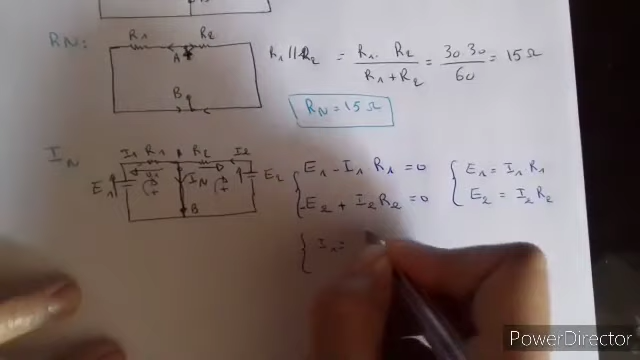 RN:
R1 R2
A
B
R1 || R2 = R1. R2 / R1 + R2 = 30.30 / 60 = 15 Ω
RN = 15 Ω
IN
I1 R1 A R2 I2
E1 IN E2
B
E1 - I1 R1 = 0
-E2 + I2 R2 = 0
E1 = I1 R1
E2 = I2 R2
I1 =
PowerDirector